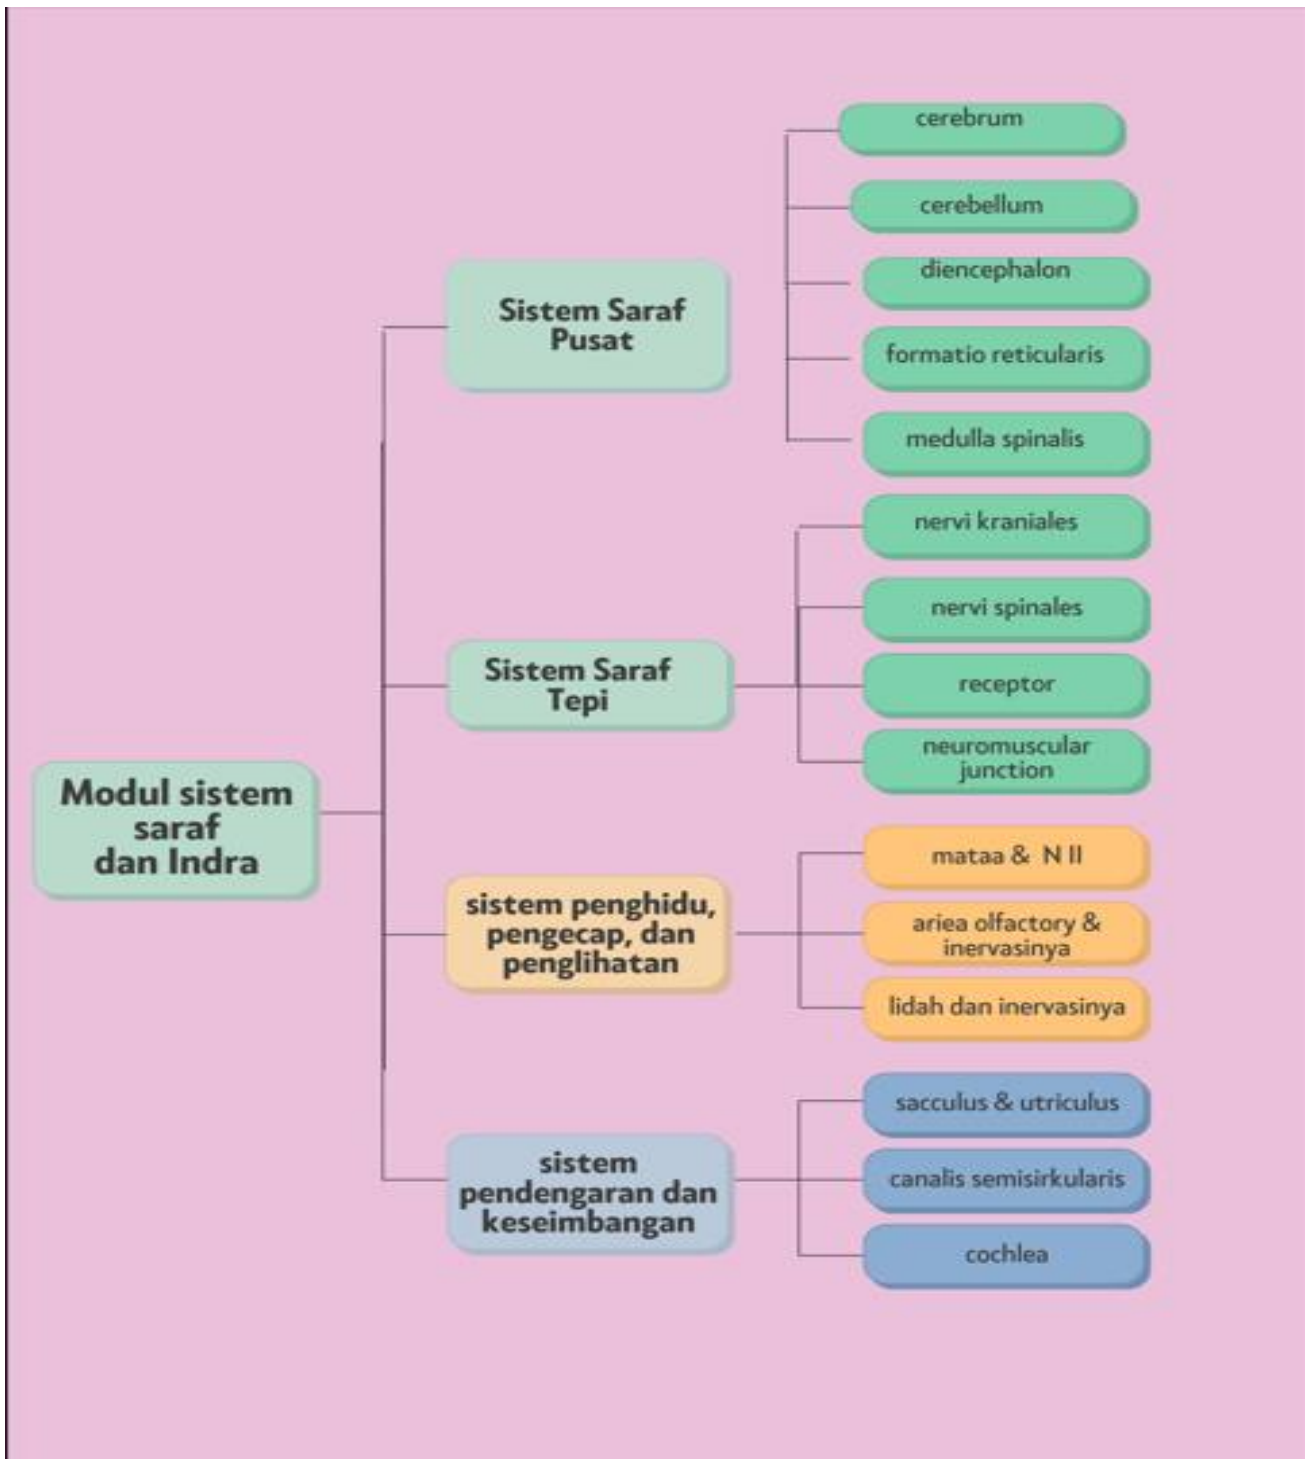 cerebrum
cerebellum
diencephalon
formatio reticularis
medulla spinalis
Sistem Saraf
Pusat
nervi kraniales
nervi spinales
receptor
neuromuscular
junction
Sistem Saraf
Tepi
Modul sistem
saraf
dan Indra
mataa & N II
ariea olfactory &
inervasinya
lidah dan inervasinya
sistem penghidu,
pengecap, dan
penglihatan
sacculus & utriculus
canalis semisirkularis
cochlea
sistem
pendengaran dan
keseimbangan